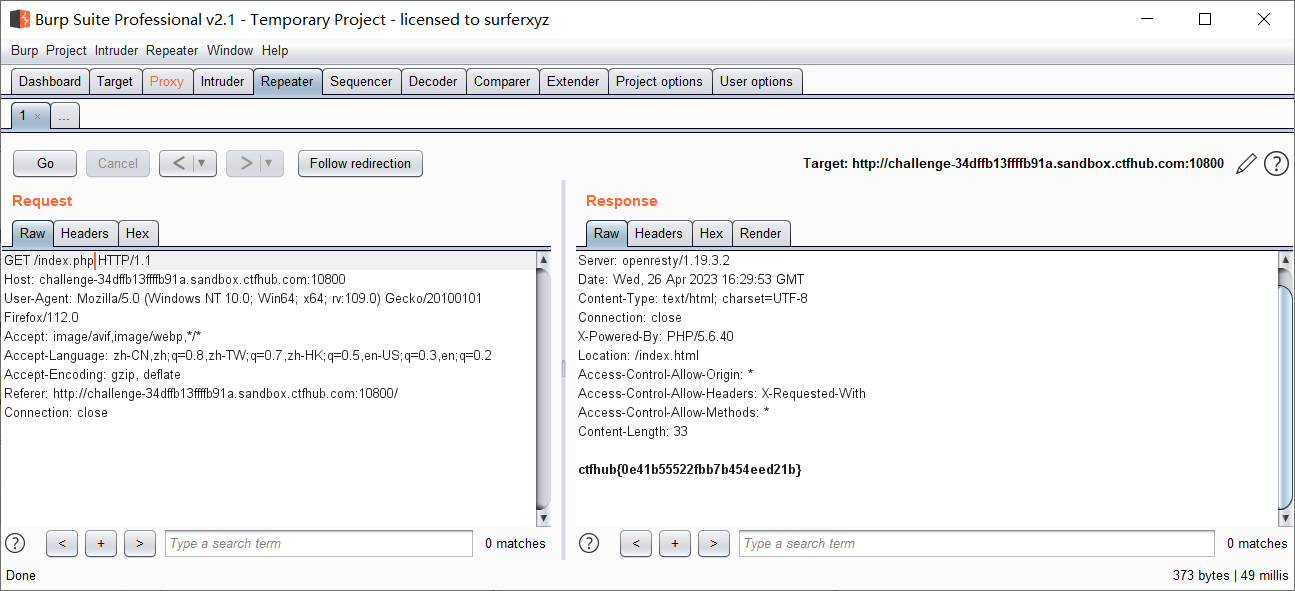 Burp Suite Professional v2.1 - Temporary Project - licensed to surferxyz
Burp Project Intruder Repeater Window Help
Dashboard Target Proxy Intruder Repeater Sequencer Decoder Comparer Extender Project options User options
1 × ...
Go Cancel < > Follow redirection Target: http://challenge-34dffb13ffffb91a.sandbox.ctfhub.com:10800 ?
Request
Raw Headers Hex
GET /index.php HTTP/1.1
Host: challenge-34dffb13ffffb91a.sandbox.ctfhub.com:10800
User-Agent: Mozilla/5.0 (Windows NT 10.0; Win64; x64; rv:109.0) Gecko/20100101
Firefox/112.0
Accept: image/avif,image/webp,*/*
Accept-Language: zh-CN,zh;q=0.8,zh-TW;q=0.7,zh-HK;q=0.5,en-US;q=0.3,en;q=0.2
Accept-Encoding: gzip, deflate
Referer: http://challenge-34dffb13ffffb91a.sandbox.ctfhub.com:10800/
Connection: close
? < + > Type a search term 0 matches
Response
Raw Headers Hex Render
Server: openresty/1.19.3.2
Date: Wed, 26 Apr 2023 16:29:53 GMT
Content-Type: text/html; charset=UTF-8
Connection: close
X-Powered-By: PHP/5.6.40
Location: /index.html
Access-Control-Allow-Origin: *
Access-Control-Allow-Headers: X-Requested-With
Access-Control-Allow-Methods: *
Content-Length: 33
ctfhub{0e41b55522fbb7b454eed21b}
? < + > Type a search term 0 matches
Done 373 bytes | 49 millis